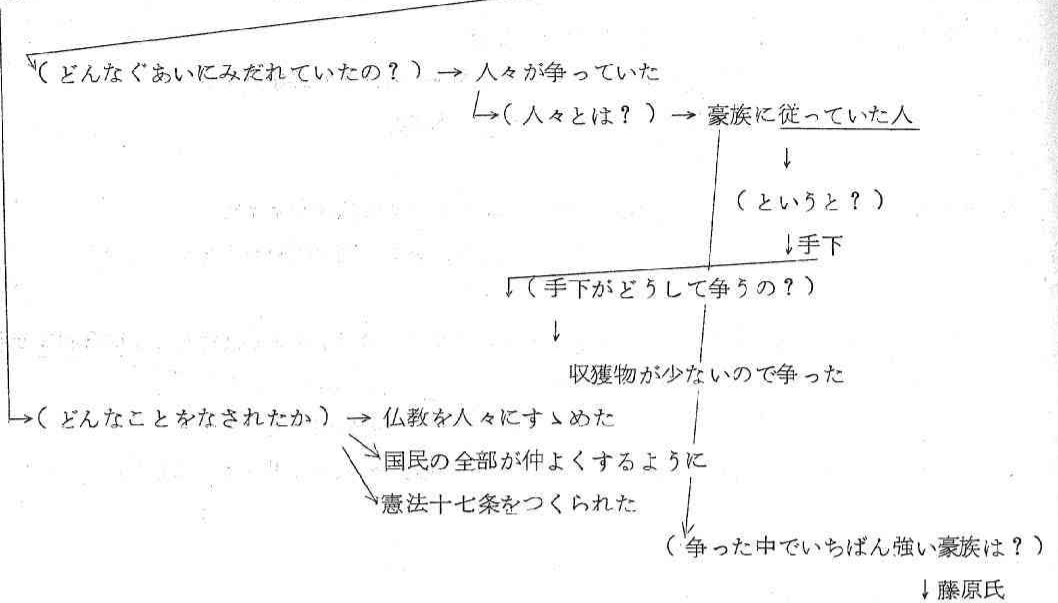 (どんなぐあいにみだれていたの?) → 人々が争っていた
→(人々とは?) → 豪族に従っていた人
↓
(というと?)
↓手下
(手下がどうして争うの?)
↓
収獲物が少ないので争った
→(どんなことをなされたか) → 仏教を人々にすゝめた
国民の全部が仲よくするように
憲法十七条をつくられた
(争った中でいちばん強い豪族は?)
↓藤原氏